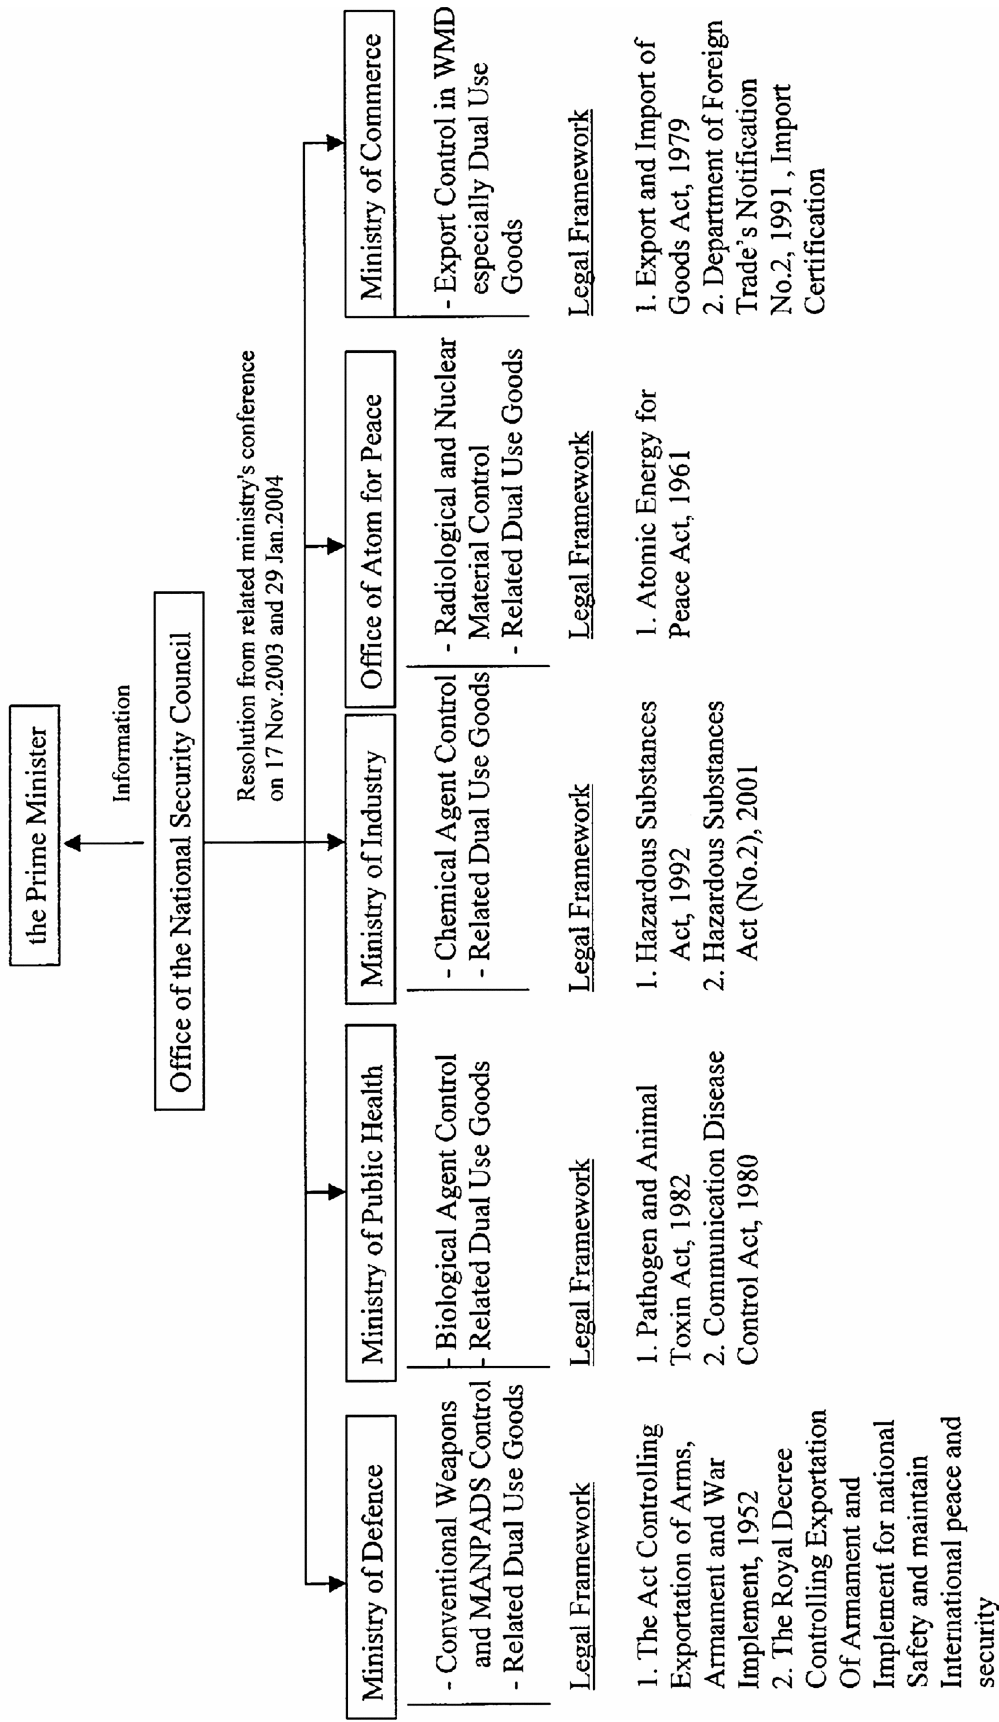 the Prime Minister
Information
Office of the National Security Council
Resolution from related ministry's conference
on 17 Nov.2003 and 29 Jan.2004
Ministry of Defence
- Conventional Weapons
and MANPADS Control
- Related Dual Use Goods
Legal Framework
1. The Act Controlling
Exportation of Arms,
Armament and War
Implement, 1952
2. The Royal Decree
Controlling Exportation
Of Armament and
Implement for national
Safety and maintain
International peace and
security
Ministry of Public Health
- Biological Agent Control
- Related Dual Use Goods
Legal Framework
1. Pathogen and Animal
Toxin Act, 1982
2. Communication Disease
Control Act, 1980
Ministry of Industry
- Chemical Agent Control
- Related Dual Use Goods
Legal Framework
1. Hazardous Substances
Act, 1992
2. Hazardous Substances
Act (No.2), 2001
Office of Atom for Peace
- Radiological and Nuclear
Material Control
- Related Dual Use Goods
Legal Framework
1. Atomic Energy for
Peace Act, 1961
Ministry of Commerce
- Export Control in WMD
especially Dual Use
Goods
Legal Framework
1. Export and Import of
Goods Act, 1979
2. Department of Foreign
Trade's Notification
No.2, 1991 , Import
Certification